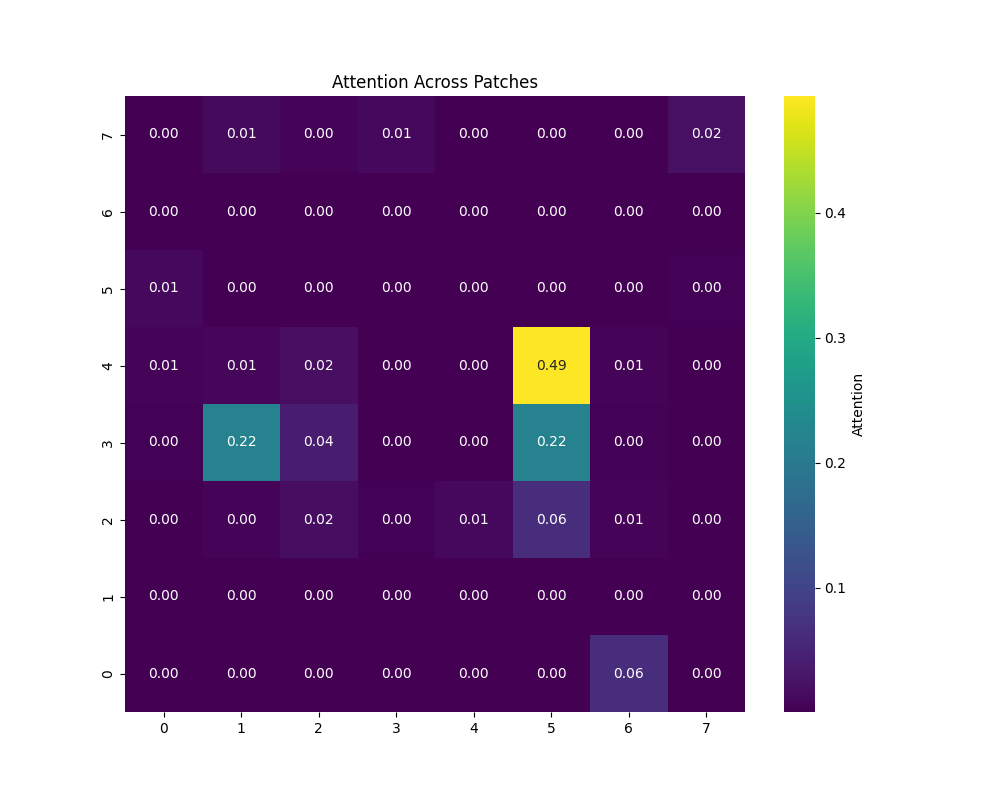 Attention Across Patches
7 0.00 0.01 0.00 0.01 0.00 0.00 0.00 0.02
6 0.00 0.00 0.00 0.00 0.00 0.00 0.00 0.00
0.4
5 0.01 0.00 0.00 0.00 0.00 0.00 0.00 0.00
0.3
4 0.01 0.01 0.02 0.00 0.00 0.49 0.01 0.00
Attention
3 0.00 0.22 0.04 0.00 0.00 0.22 0.00 0.00
0.2
2 0.00 0.00 0.02 0.00 0.01 0.06 0.01 0.00
0.1
1 0.00 0.00 0.00 0.00 0.00 0.00 0.00 0.00
0 0.00 0.00 0.00 0.00 0.00 0.00 0.06 0.00
0 1 2 3 4 5 6 7